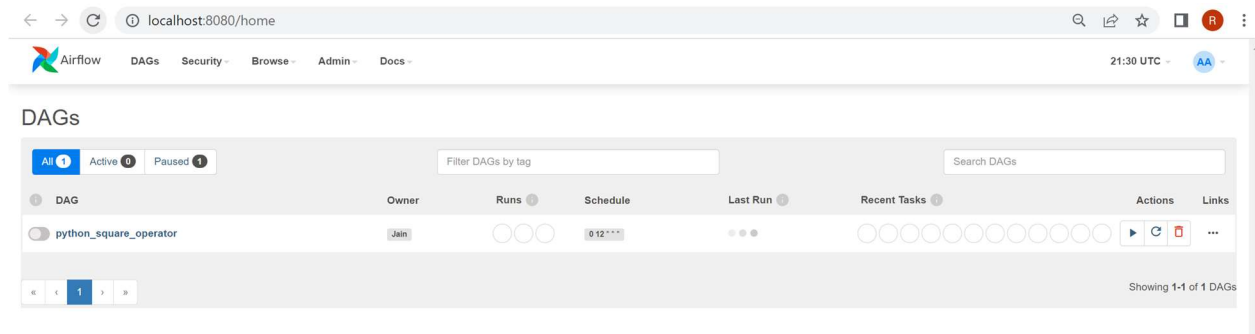 localhost:8080/home
R
Airflow DAGs Security Browse Admin Docs 21:30 UTC AA
DAGs
All 1 Active 0 Paused 1 Filter DAGs by tag Search DAGs
i DAG Owner Runs i Schedule Last Run i Recent Tasks i Actions Links
python_square_operator Jain 0 12 * * *
« ‹ 1 › » Showing 1-1 of 1 DAGs